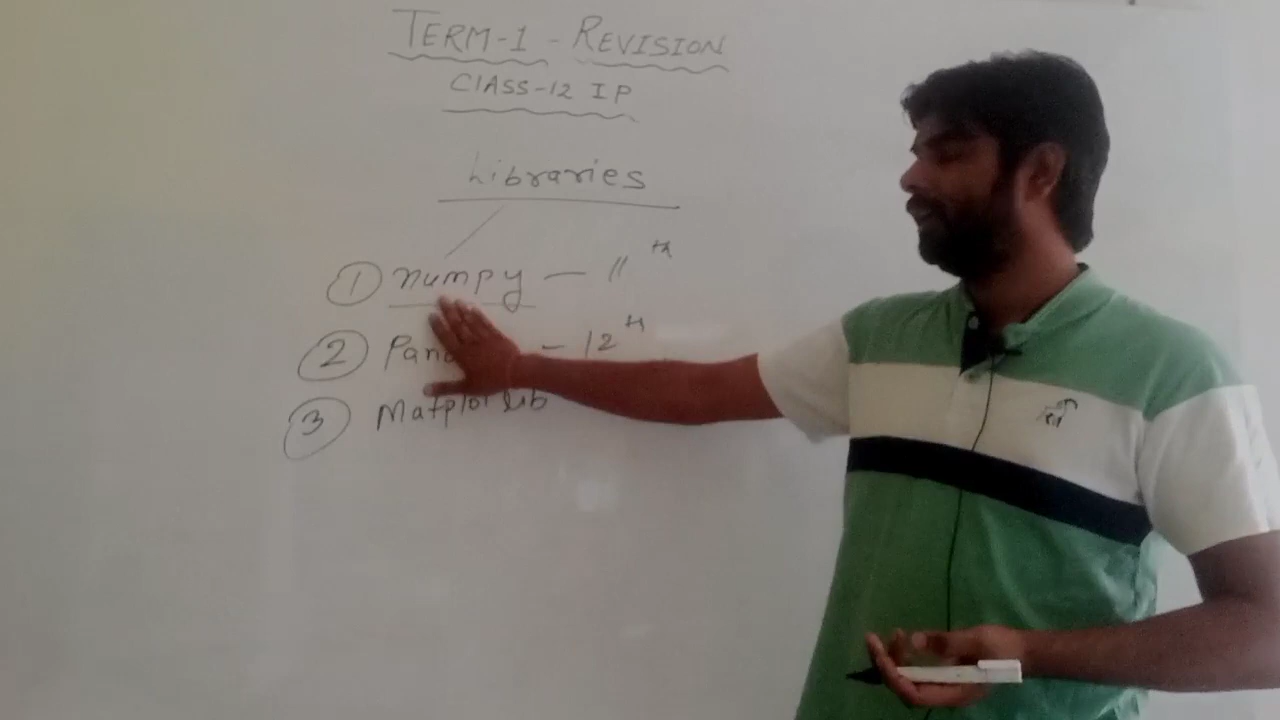 TERM-1 - REVISION
ClASS-12 IP
Libraries
1 numpy - 11th
2 Pan - 12th
3 Matplotlib